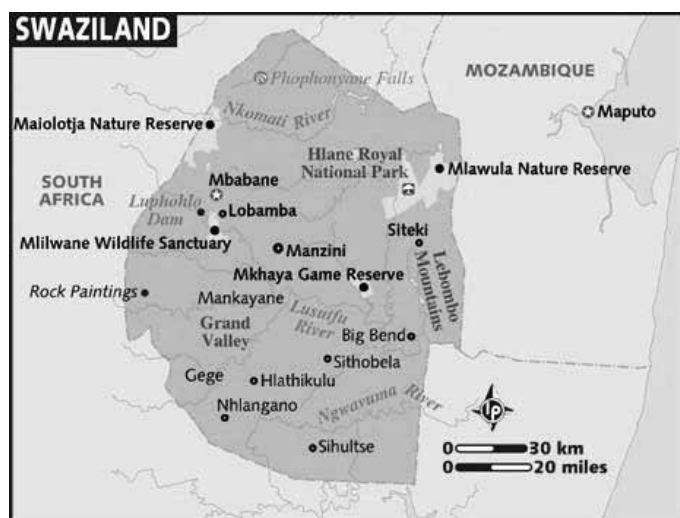 SWAZILAND
Phophonyane Falls
MOZAMBIQUE
Nkomati River
Maputo
Maiolotja Nature Reserve
Hlane Royal
National Park
Mlawula Nature Reserve
SOUTH
AFRICA
Mbabane
Luphohlo
Dam
Lobamba
Mlilwane Wildlife Sanctuary
Siteki
Manzini
Lebombo
Mountains
Mkhaya Game Reserve
Rock Paintings
Mankayane
Lusuifu
River
Grand
Valley
Big Bend
Sithobela
Gege
Hlathikulu
Ngwavuma River
Nhlangano
Sihultse
lp
0 30 km
0 20 miles